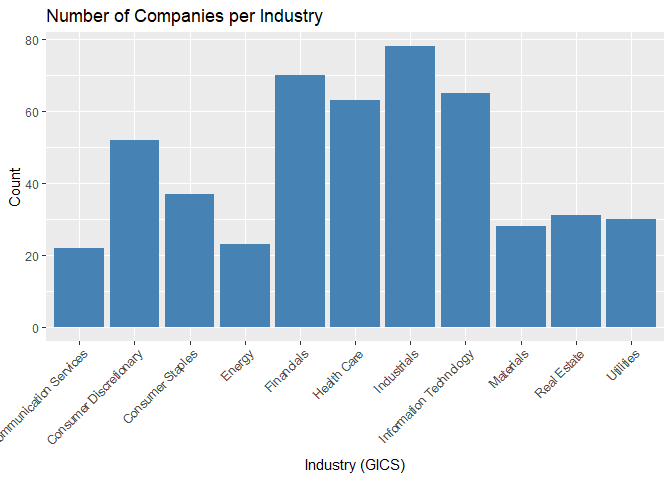 Number of Companies per Industry
80
60
40
20
0
Count
ommunication Services
Consumer Discretionary
Consumer Staples
Energy
Financials
Health Care
Industrials
Information Technology
Materials
Real Estate
Utilities
Industry (GICS)